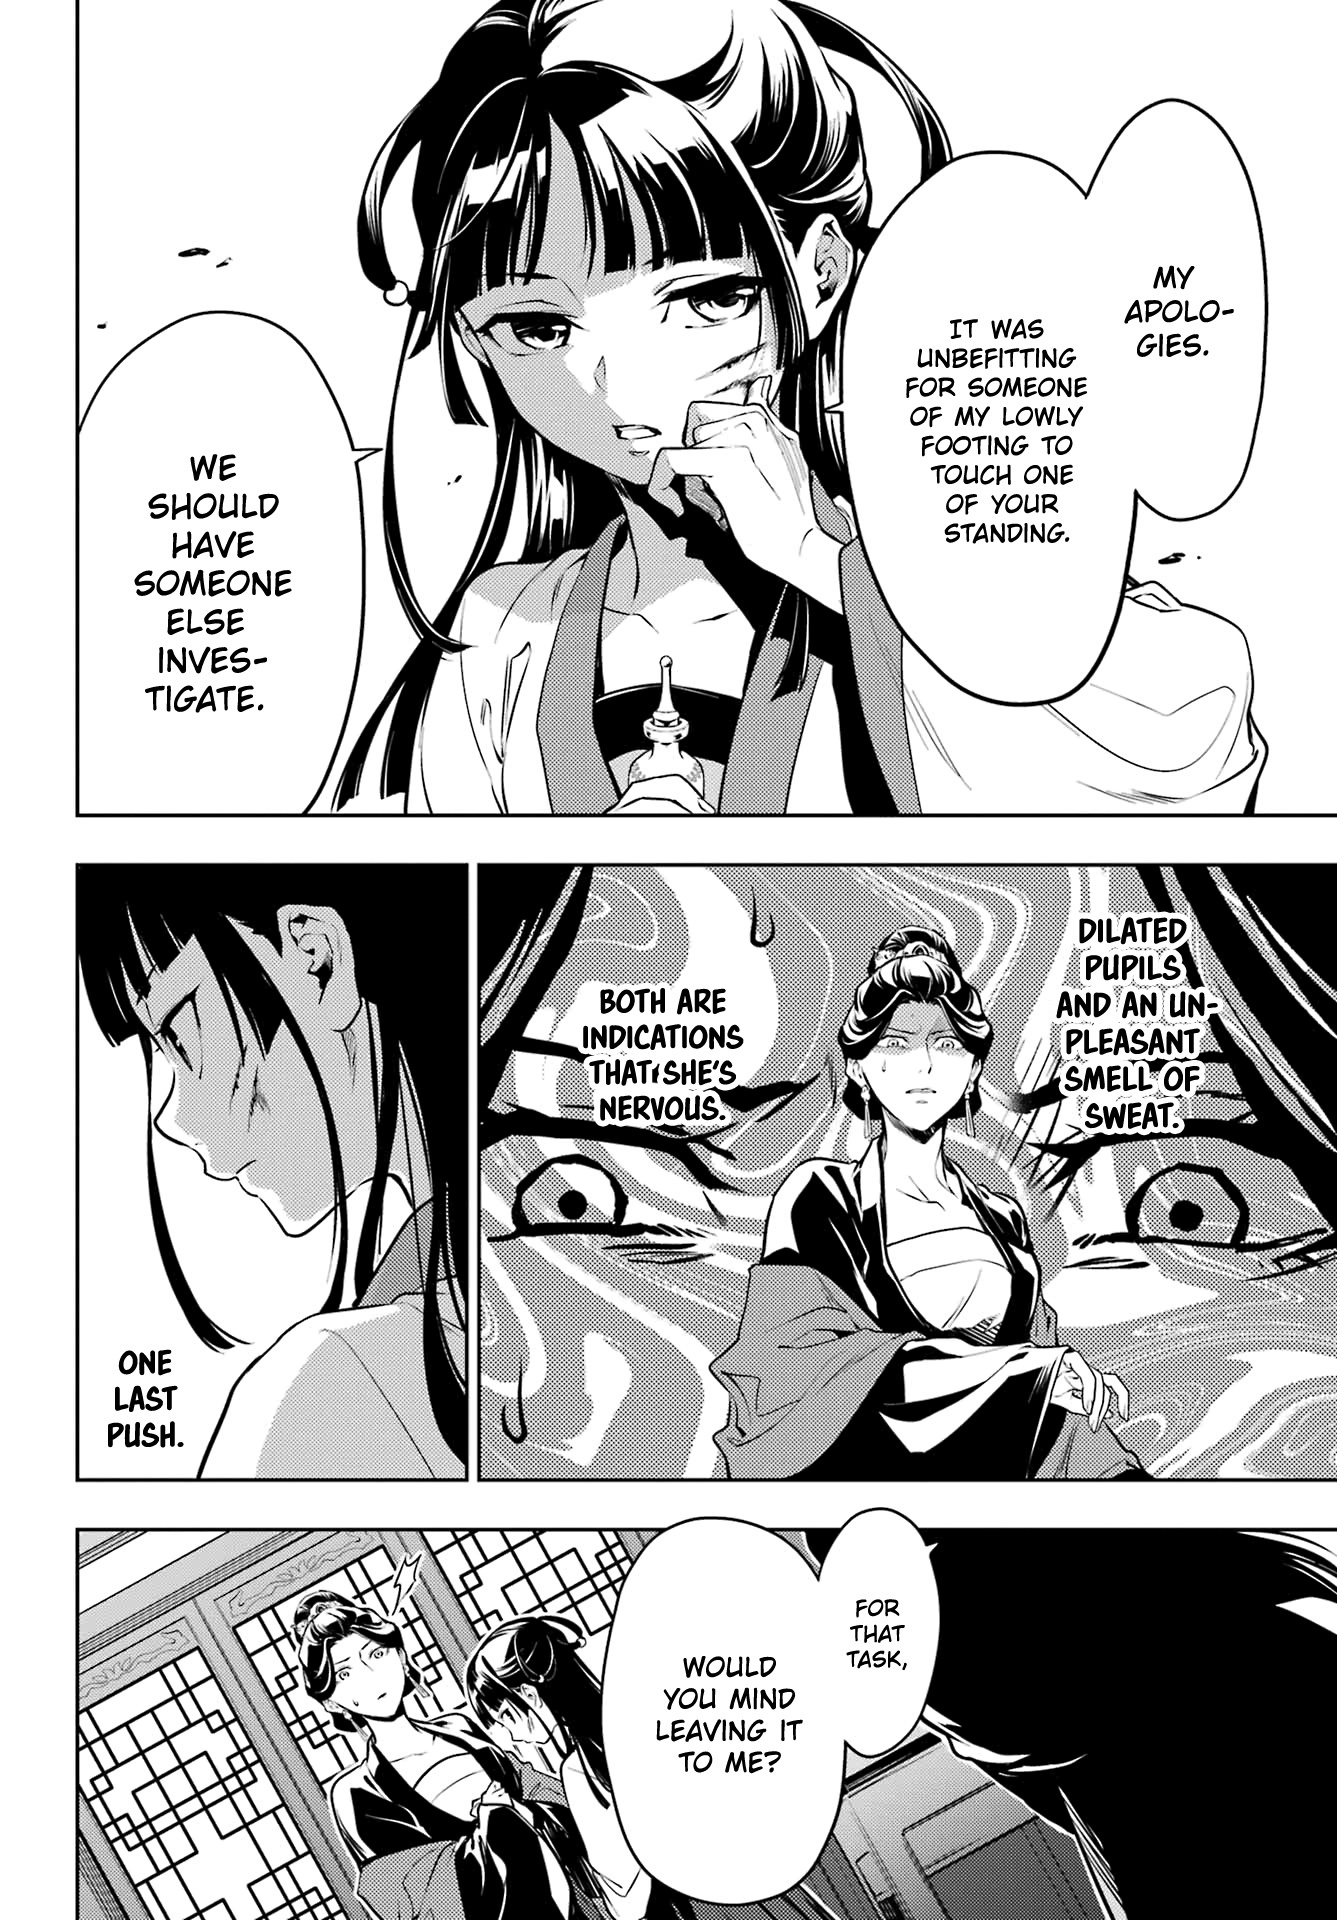 MY
APOLO-
GIES.
IT WAS
UNBEFITTING
FOR SOMEONE
OF MY LOWLY
FOOTING TO
TOUCH ONE
OF YOUR
STANDING.
WE
SHOULD
HAVE
SOMEONE
ELSE
INVES-
TIGATE.
DILATED
PUPILS
AND AN UN-
PLEASANT
SMELL OF
SWEAT.
BOTH ARE
INDICATIONS
THAT SHE'S
NERVOUS.
ONE
LAST
PUSH.
FOR
THAT
TASK,
WOULD
YOU MIND
LEAVING IT
TO ME?